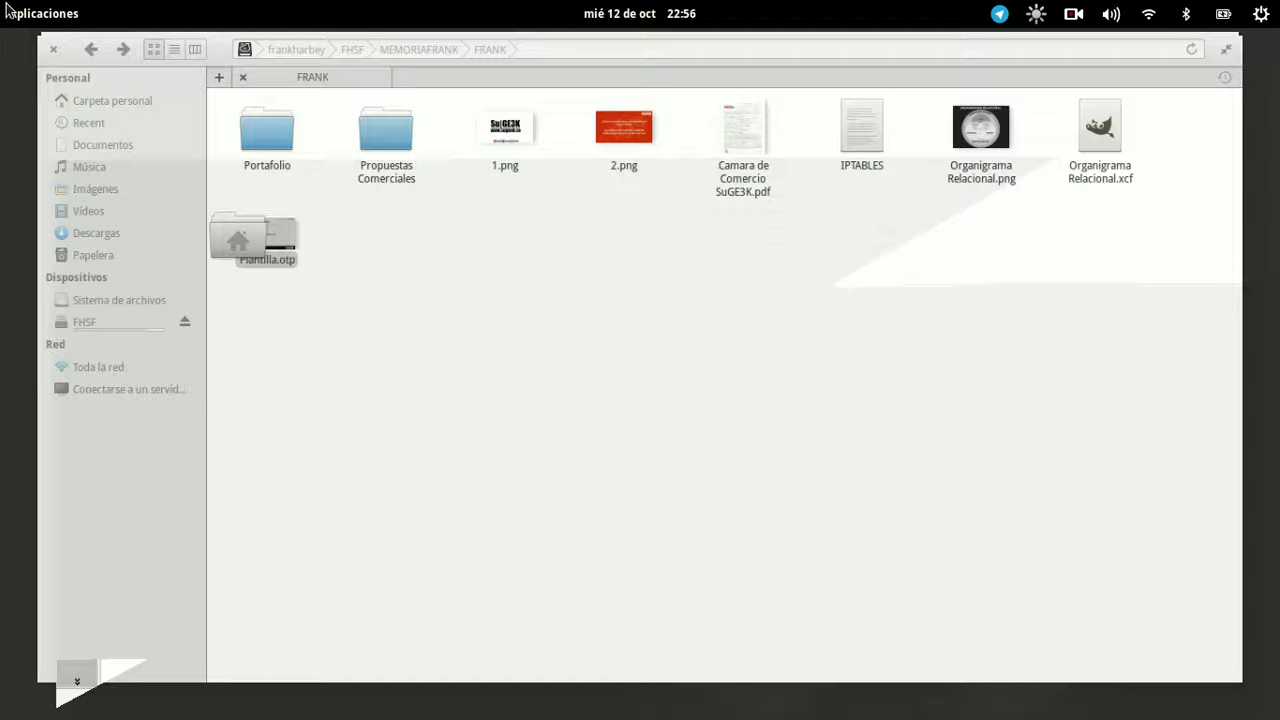 plicaciones
mié 12 de oct 22:56
frankharbey FHSF MEMORIAFRANK FRANK
Personal
Carpeta personal
Recent
Documentos
Música
Imágenes
Vídeos
Descargas
Papelera
Dispositivos
Sistema de archivos
FHSF
Red
Toda la red
Conectarse a un servid...
FRANK
Portafolio
Propuestas
Comerciales
SuGE3K
1.png
2.png
Camara de
Comercio
SuGE3K.pdf
IPTABLES
Organigrama
Relacional.png
Organigrama
Relacional.xcf
Plantilla.otp